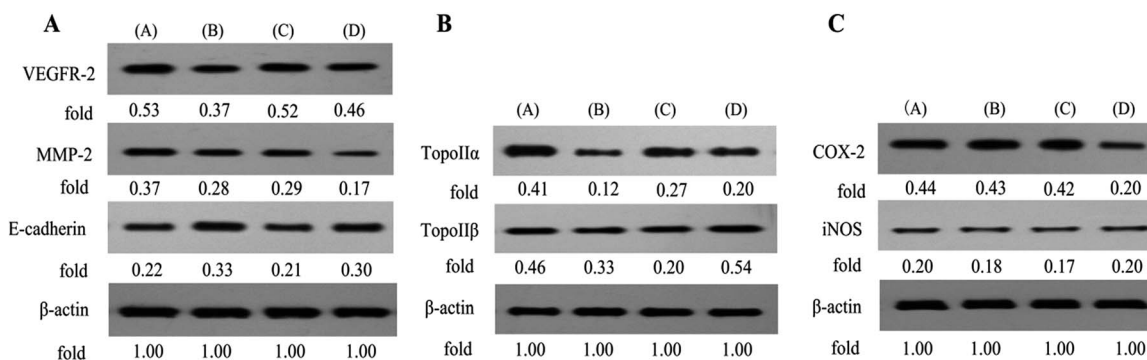 A
(A) (B) (C) (D)
VEGFR-2
fold 0.53 0.37 0.52 0.46
MMP-2
fold 0.37 0.28 0.29 0.17
E-cadherin
fold 0.22 0.33 0.21 0.30
β-actin
fold 1.00 1.00 1.00 1.00
B
(A) (B) (C) (D)
TopoIIα
fold 0.41 0.12 0.27 0.20
TopoIIβ
fold 0.46 0.33 0.20 0.54
β-actin
fold 1.00 1.00 1.00 1.00
C
(A) (B) (C) (D)
COX-2
fold 0.44 0.43 0.42 0.20
iNOS
fold 0.20 0.18 0.17 0.20
β-actin
fold 1.00 1.00 1.00 1.00